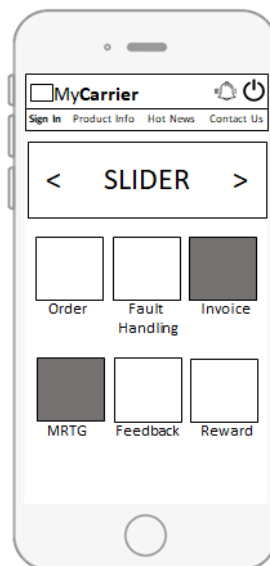 MyCarrier
Sign In Product Info Hot News Contact Us
< SLIDER >
Order Fault Handling Invoice
MRTG Feedback Reward